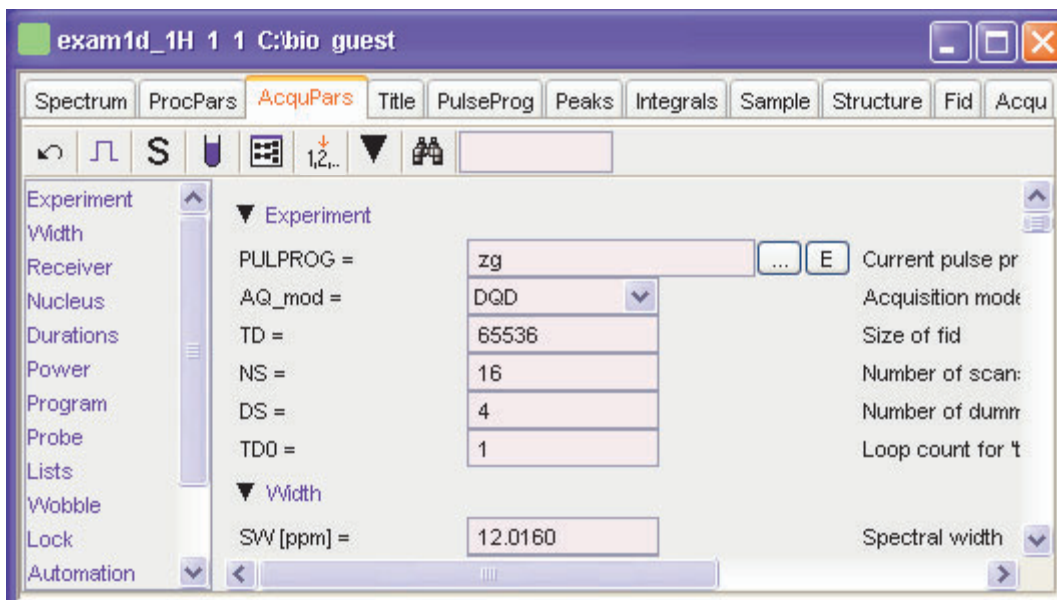 exam1d_1H 1 1 C:\bio guest
Spectrum ProcPars AcquPars Title PulseProg Peaks Integrals Sample Structure Fid Acqu
S 1,2,..
Experiment
Width
Receiver
Nucleus
Durations
Power
Program
Probe
Lists
Wobble
Lock
Automation
Experiment
PULPROG = zg ... E Current pulse pr
AQ_mod = DQD Acquisition mode
TD = 65536 Size of fid
NS = 16 Number of scans
DS = 4 Number of dumm
TD0 = 1 Loop count for 't
Width
SW [ppm] = 12.0160 Spectral width